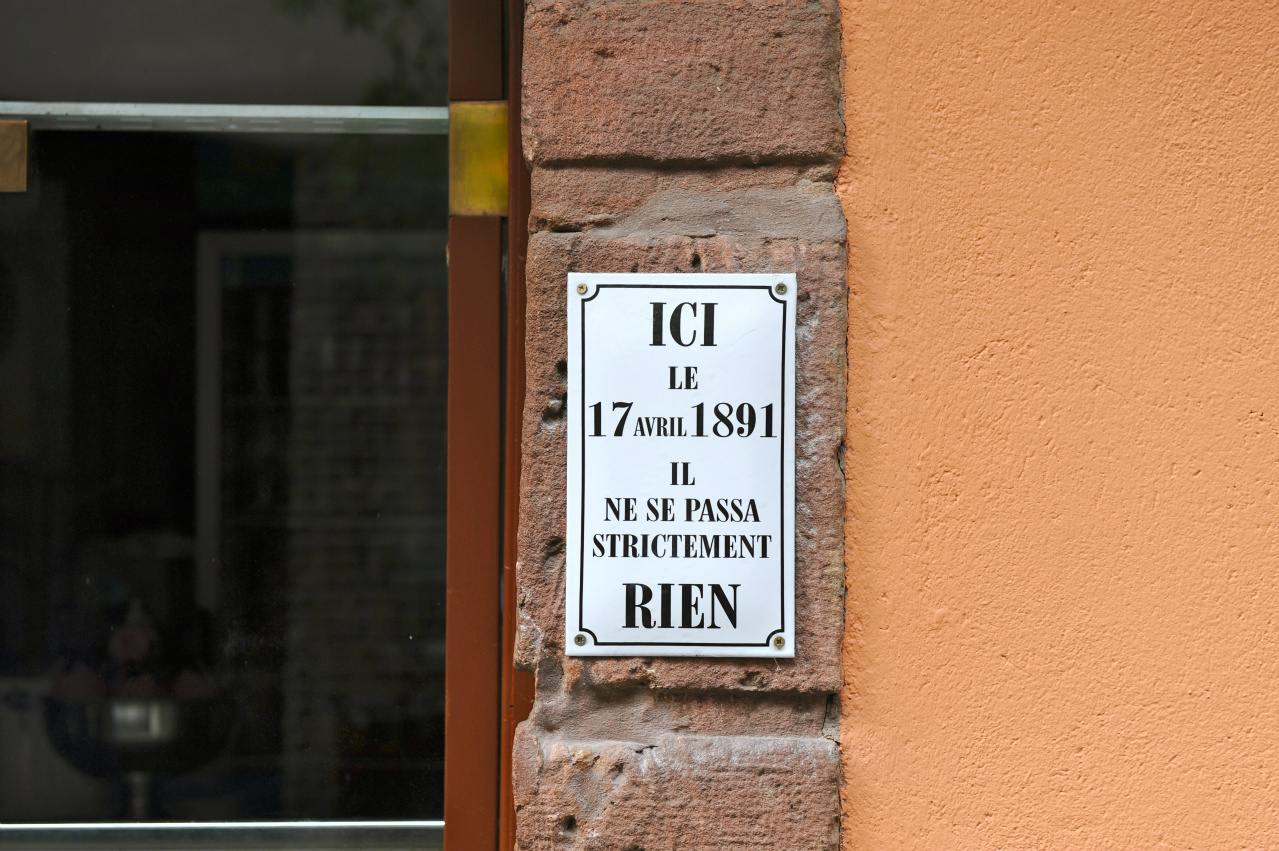 ICI
LE
17 AVRIL 1891
IL
NE SE PASSA
STRICTEMENT
RIEN